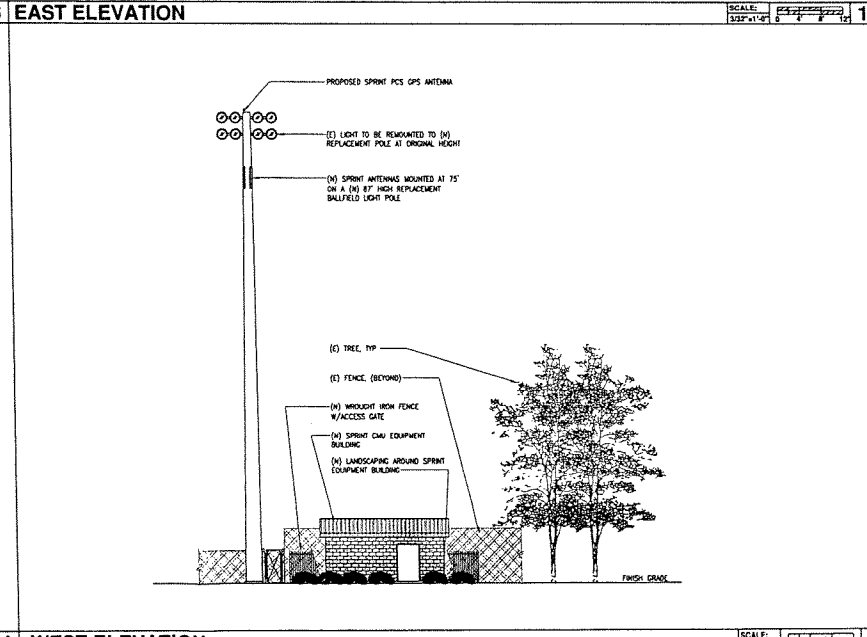 EAST ELEVATION
SCALE:
3/32"=1'-0"
0 4' 8' 12'
1
PROPOSED SPRINT PCS GPS ANTENNA
(E) LIGHT TO BE REMOUNTED TO (N)
REPLACEMENT POLE AT ORIGINAL HEIGHT
(N) SPRINT ANTENNAS MOUNTED AT 75'
ON A (N) 87' HIGH REPLACEMENT
BALLFIELD LIGHT POLE
(E) TREE, TYP
(E) FENCE, (BEYOND)
(N) WROUGHT IRON FENCE
W/ACCESS GATE
(N) SPRINT CMU EQUIPMENT
BUILDING
(N) LANDSCAPING AROUND SPRINT
EQUIPMENT BUILDING
FINISH GRADE
WEST ELEVATION
SCALE: